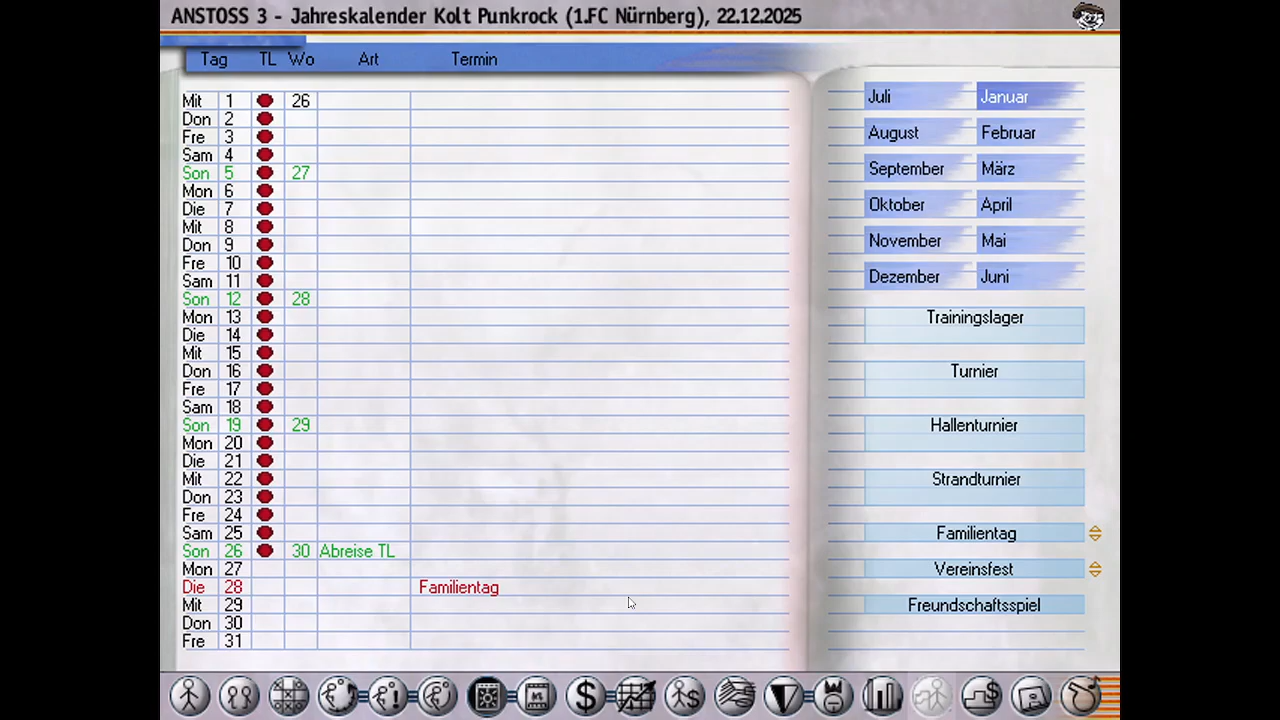 ANSTOSS 3 - Jahreskalender Kolt Punkrock (1.FC Nürnberg), 22.12.2025
Tag TL Wo Art Termin
Mit 1 26
Don 2
Fre 3
Sam 4
Son 5 27
Mon 6
Die 7
Mit 8
Don 9
Fre 10
Sam 11
Son 12 28
Mon 13
Die 14
Mit 15
Don 16
Fre 17
Sam 18
Son 19 29
Mon 20
Die 21
Mit 22
Don 23
Fre 24
Sam 25
Son 26 30 Abreise TL
Mon 27
Die 28 Familientag
Mit 29
Don 30
Fre 31
Juli Januar
August Februar
September März
Oktober April
November Mai
Dezember Juni
Trainingslager
Turnier
Hallenturnier
Strandturnier
Familientag
Vereinsfest
Freundschaftsspiel